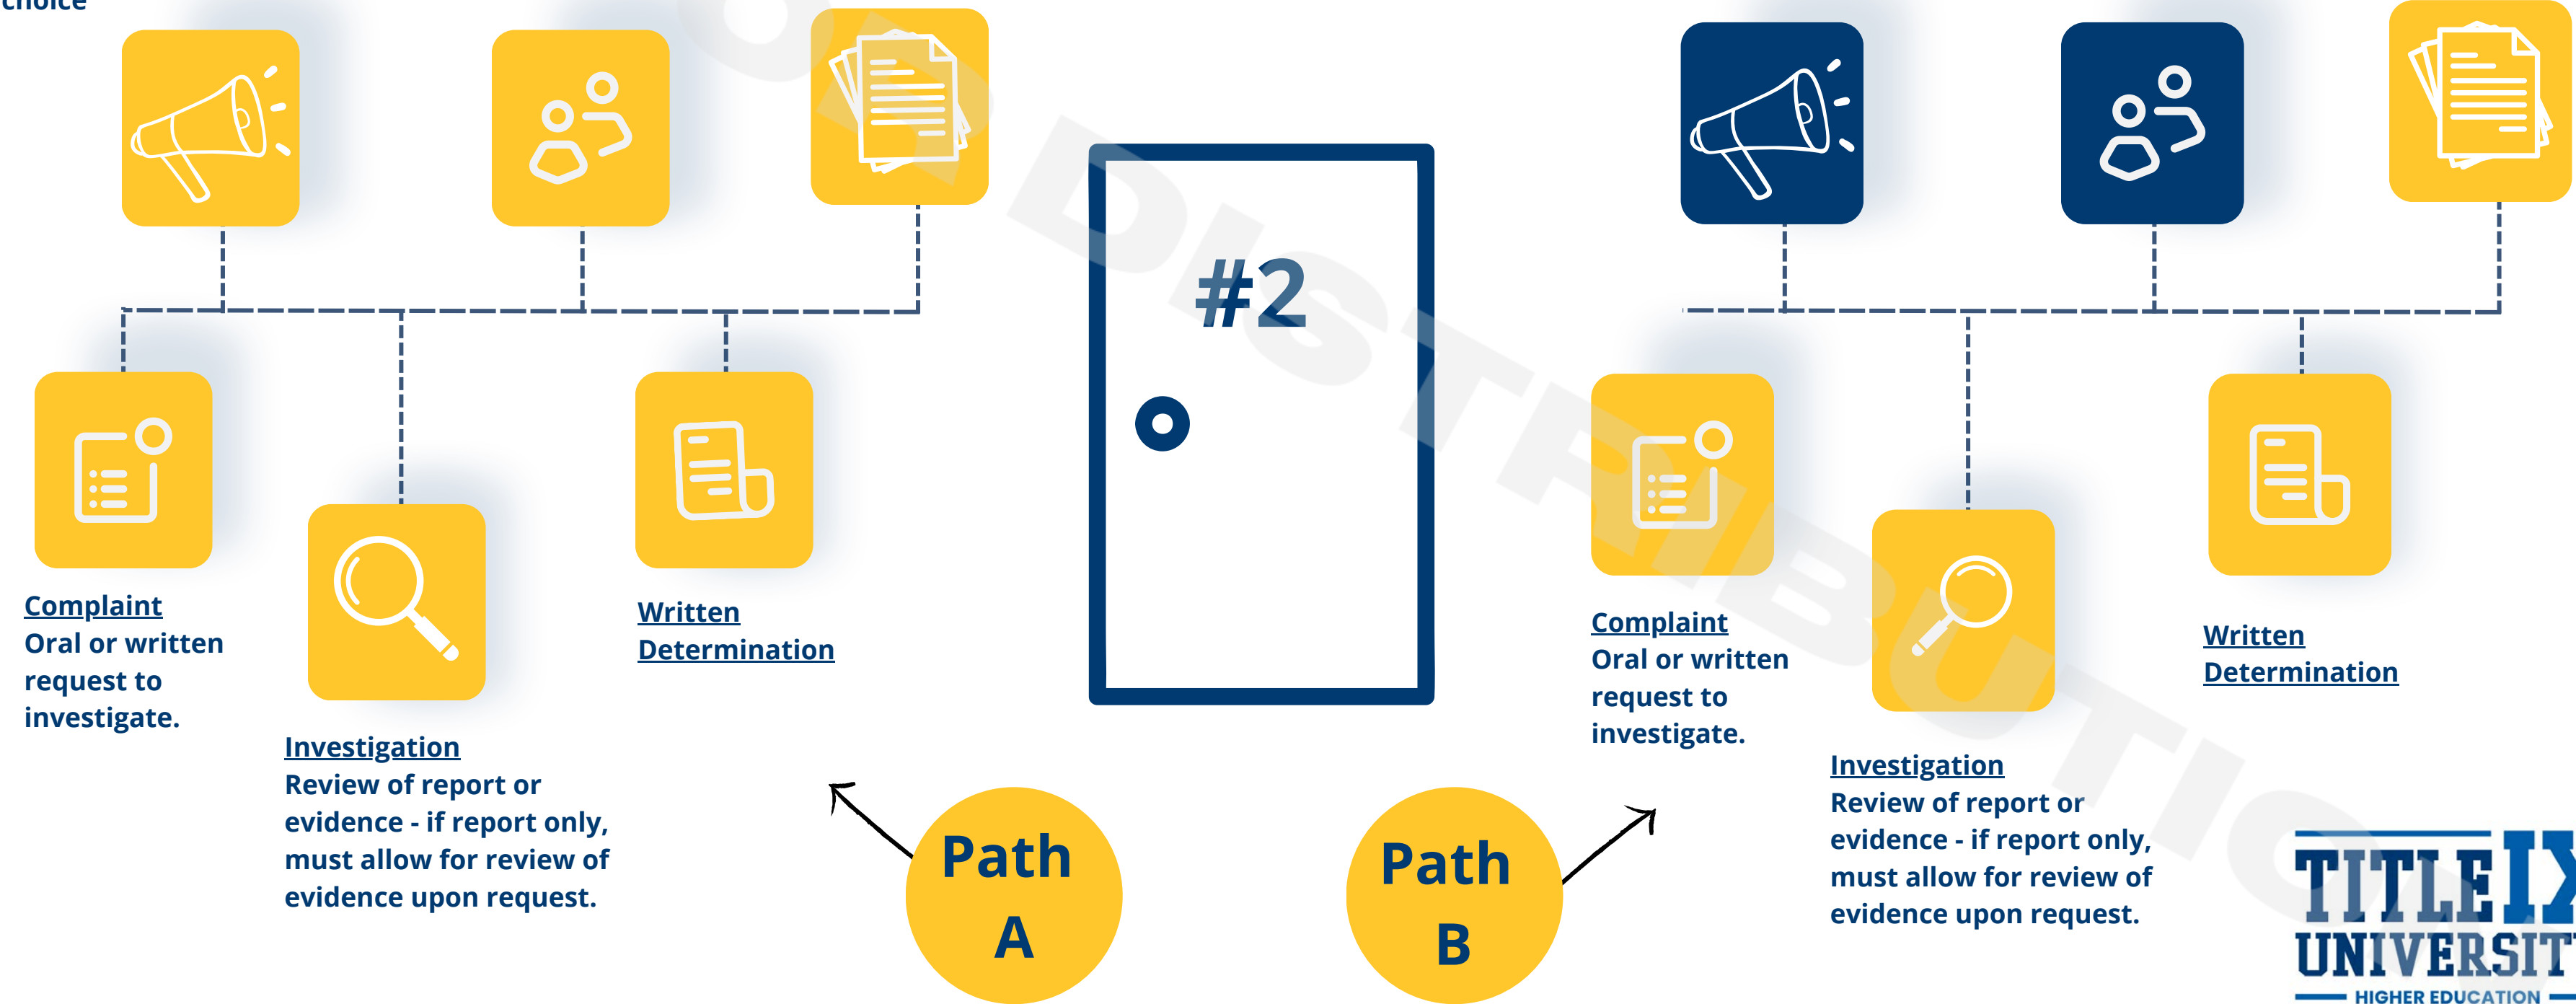 choice
Complaint
Oral or written
request to
investigate.
Investigation
Review of report or
evidence - if report only,
must allow for review of
evidence upon request.
Written
Determination
#2
Path
A
Path
B
Complaint
Oral or written
request to
investigate.
Investigation
Review of report or
evidence - if report only,
must allow for review of
evidence upon request.
Written
Determination
DISTRIBUTION
TITLE IX
UNIVERSIT
HIGHER EDUCATION